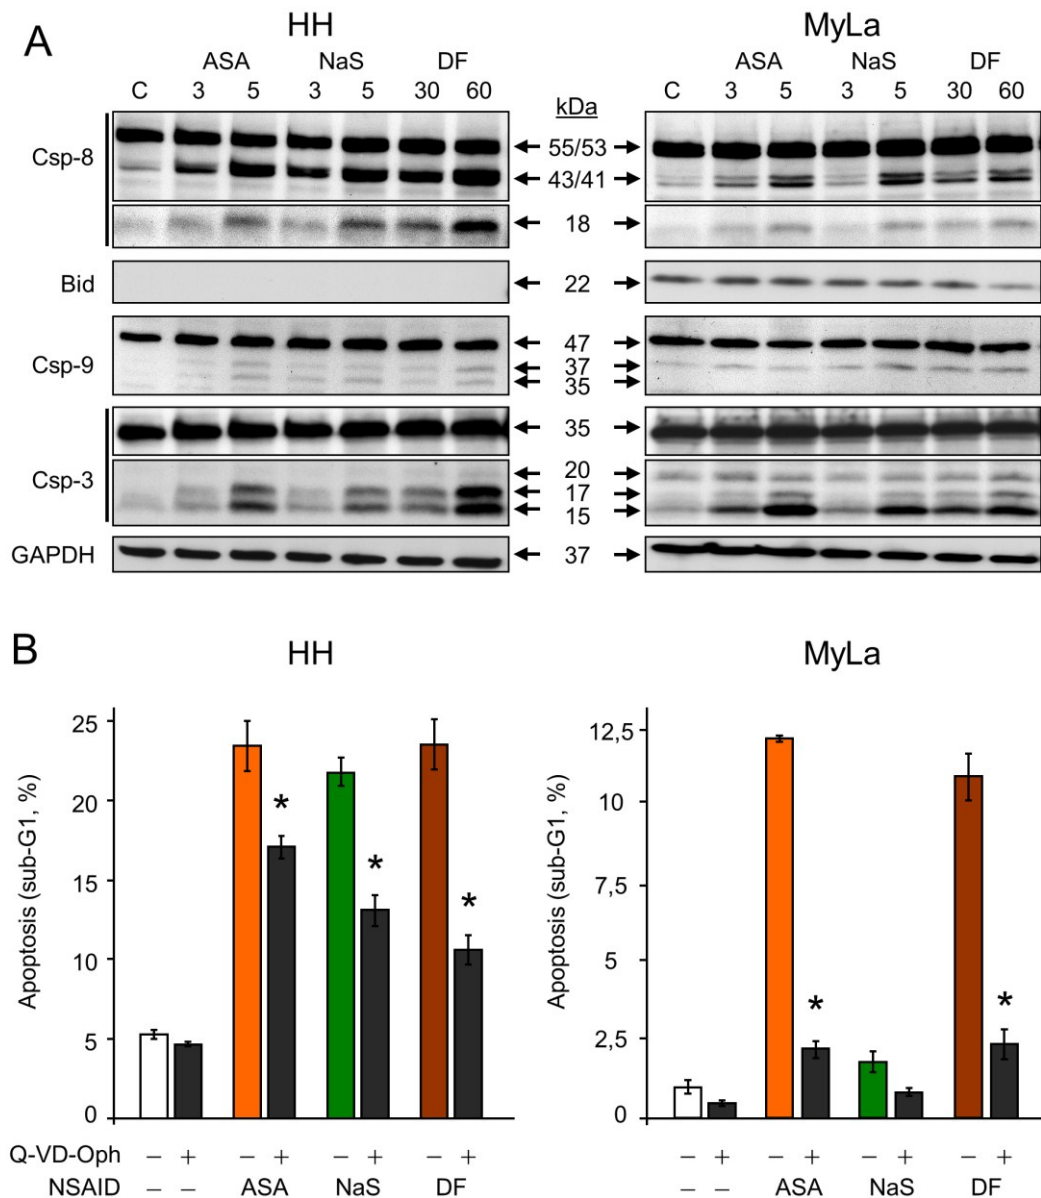 A
HH
MyLa
ASA NaS DF
ASA NaS DF
C 3 5 3 5 30 60
kDa
C 3 5 3 5 30 60
Csp-8
55/53
43/41
18
Bid
22
Csp-9
47
37
35
Csp-3
35
20
17
15
GAPDH
37
B
HH
MyLa
Apoptosis (sub-G1, %)
25
20
15
10
5
0
Apoptosis (sub-G1, %)
12,5
10
7,5
5
2,5
0
* * *
* *
Q-VD-Oph – + – + – + – +
– + – + – + – +
NSAID – – ASA NaS DF
– – ASA NaS DF